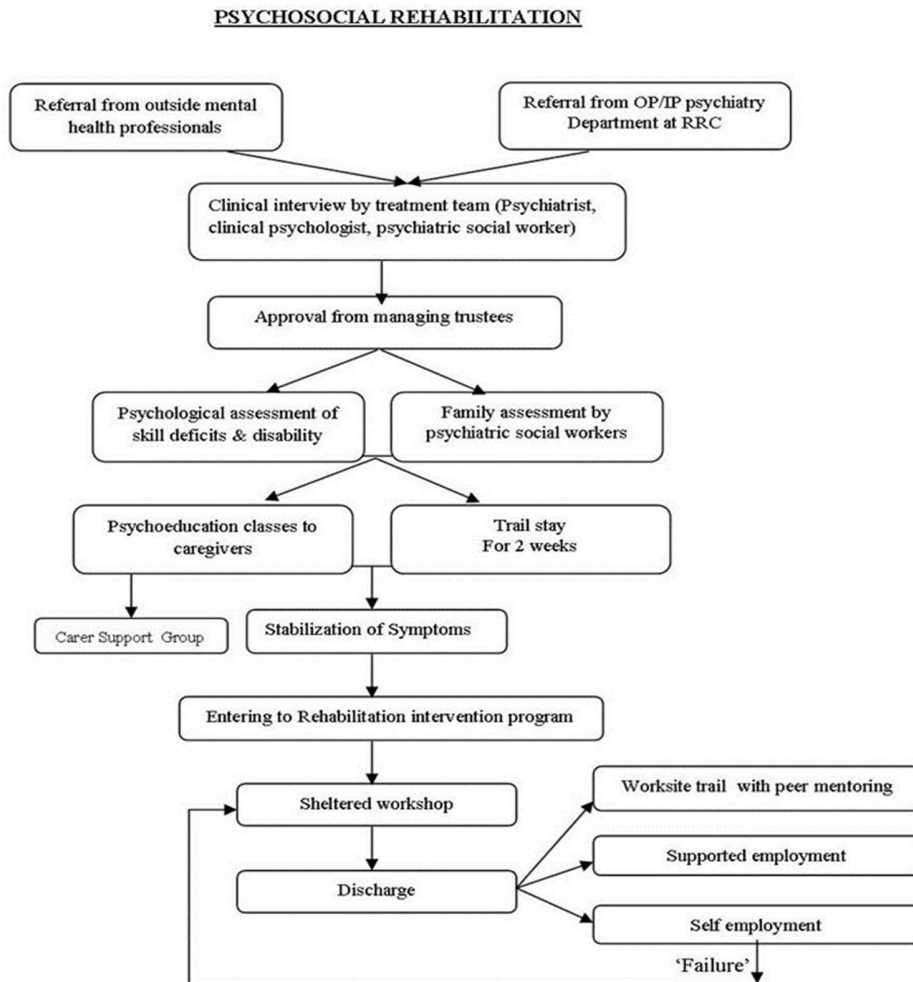 PSYCHOSOCIAL REHABILITATION
Referral from outside mental
health professionals
Referral from OP/IP psychiatry
Department at RRC
Clinical interview by treatment team (Psychiatrist,
clinical psychologist, psychiatric social worker)
Approval from managing trustees
Psychological assessment of
skill deficits & disability
Family assessment by
psychiatric social workers
Psychoeducation classes to
caregivers
Trail stay
For 2 weeks
Carer Support Group
Stabilization of Symptoms
Entering to Rehabilitation intervention program
Sheltered workshop
Worksite trail with peer mentoring
Supported employment
Discharge
Self employment
'Failure'